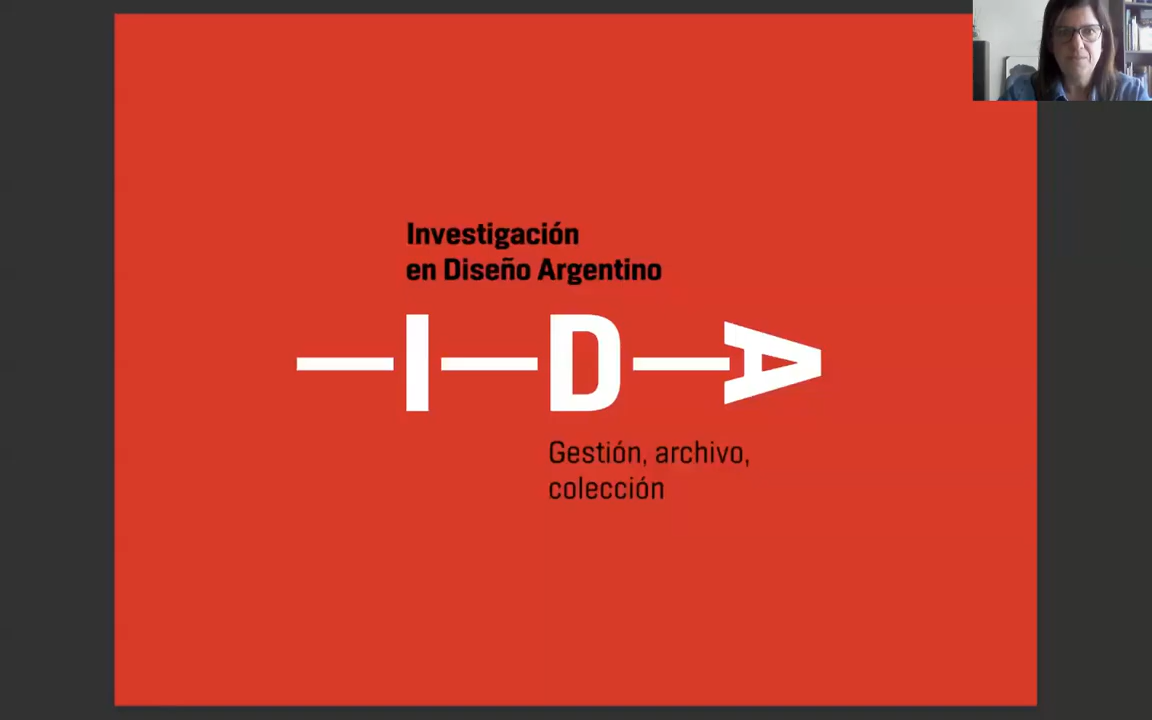 Investigación
en Diseño Argentino
—I—D—A
Gestión, archivo,
colección